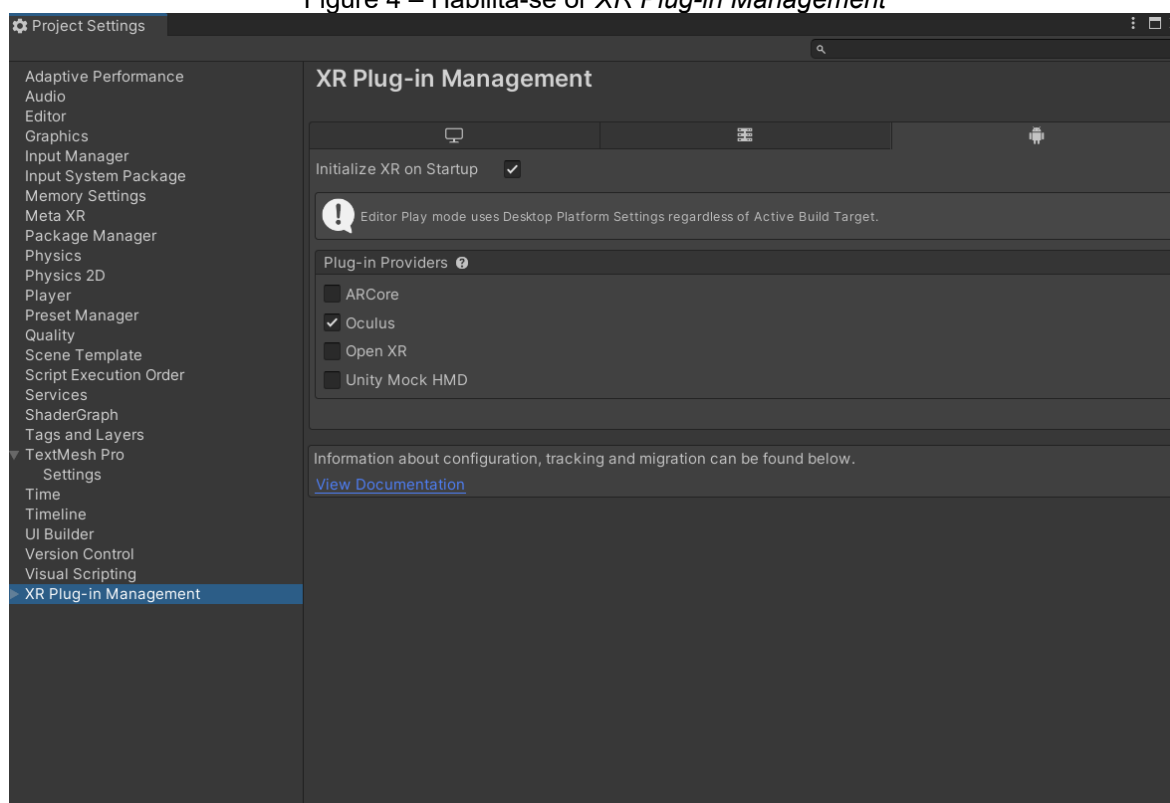 Figure 4 – Habilita-se or XR Plug-in Management
Project Settings
Adaptive Performance
Audio
Editor
Graphics
Input Manager
Input System Package
Memory Settings
Meta XR
Package Manager
Physics
Physics 2D
Player
Preset Manager
Quality
Scene Template
Script Execution Order
Services
ShaderGraph
Tags and Layers
TextMesh Pro
Settings
Time
Timeline
UI Builder
Version Control
Visual Scripting
XR Plug-in Management
XR Plug-in Management
Initialize XR on Startup
Editor Play mode uses Desktop Platform Settings regardless of Active Build Target.
Plug-in Providers
ARCore
Oculus
Open XR
Unity Mock HMD
Information about configuration, tracking and migration can be found below.
View Documentation